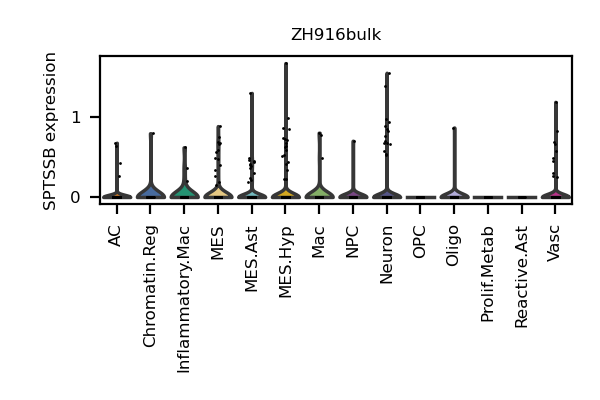 ZH916bulk
SPTSSB expression
1
0
AC
Chromatin.Reg
Inflammatory.Mac
MES
MES.Ast
MES.Hyp
Mac
NPC
Neuron
OPC
Oligo
Prolif.Metab
Reactive.Ast
Vasc